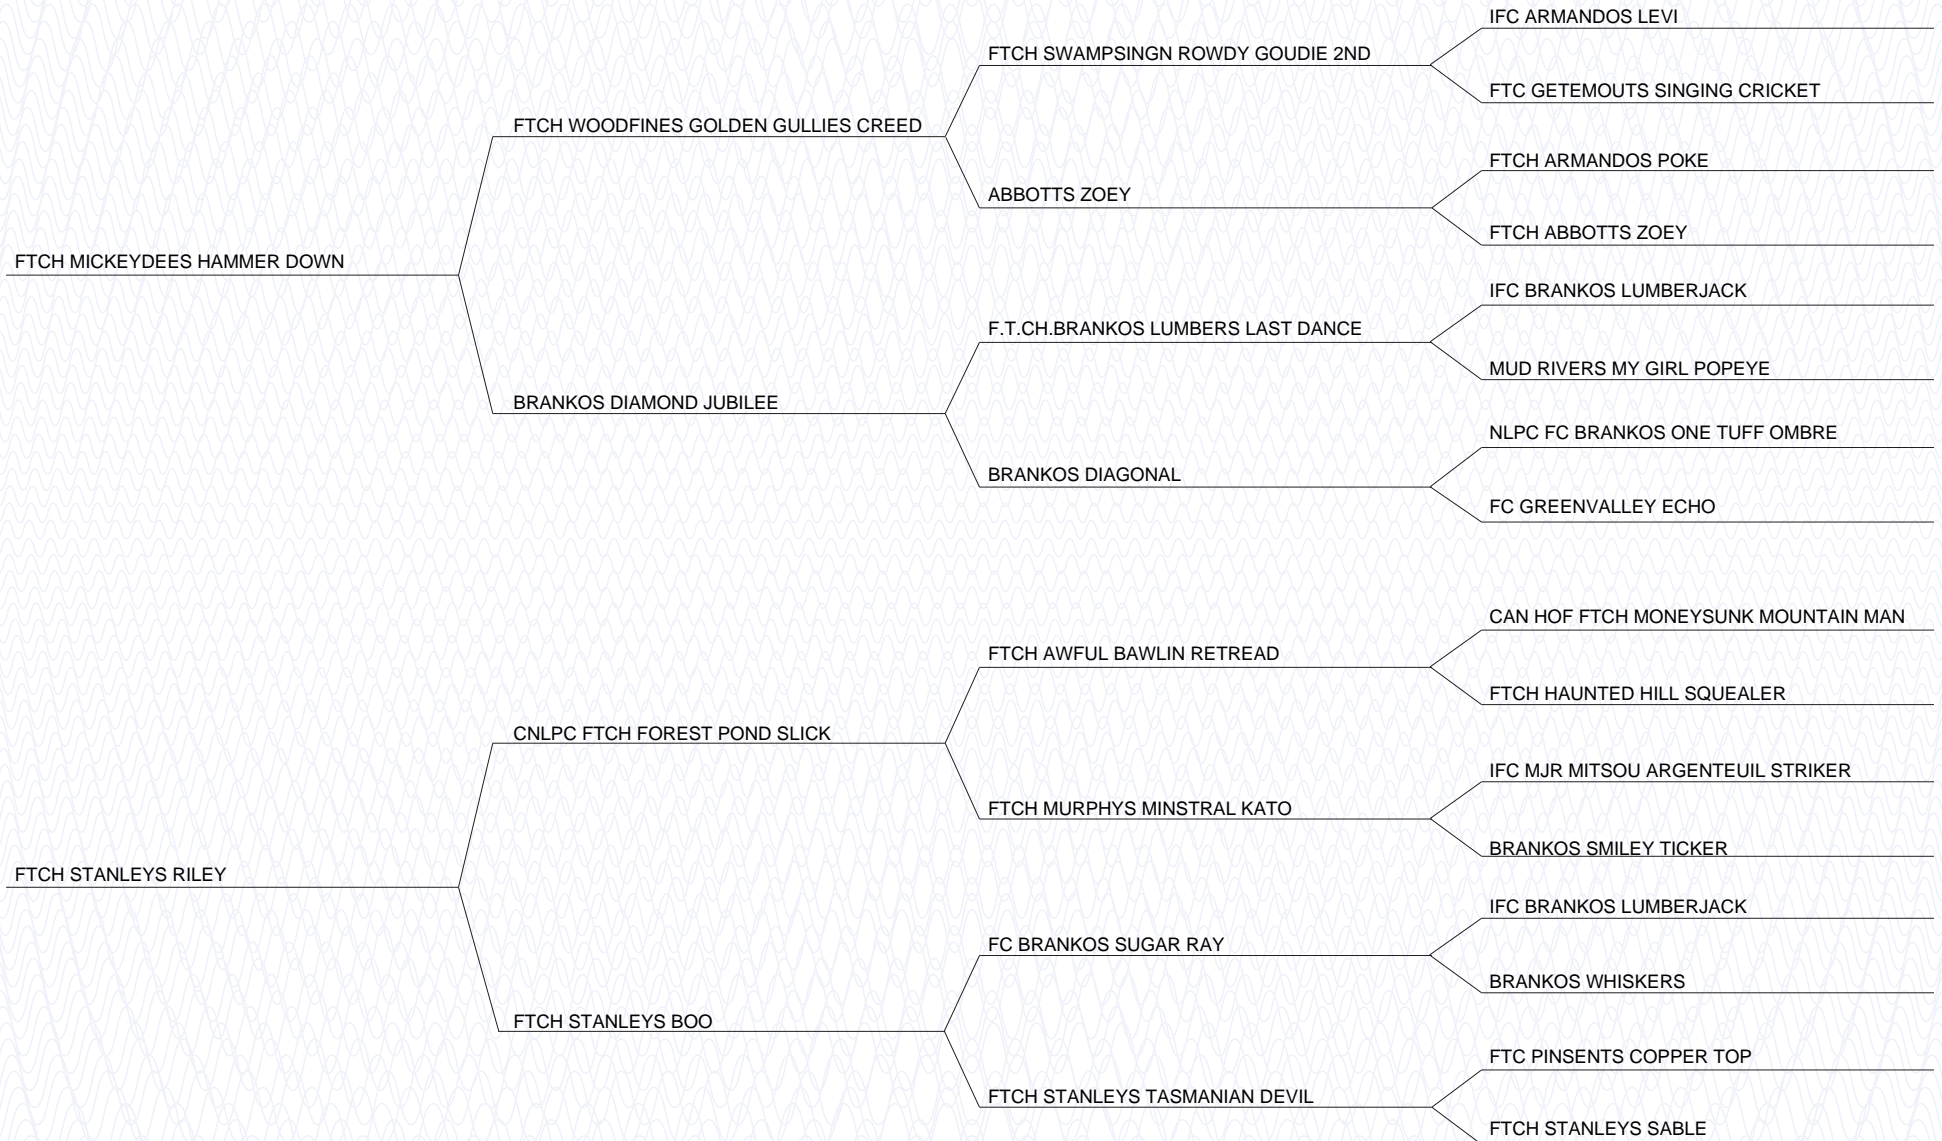 IFC ARMANDOS LEVI
FTCH SWAMPSINGN ROWDY GOUDIE 2ND
FTC GETEMOUTS SINGING CRICKET
FTCH WOODFINES GOLDEN GULLIES CREED
FTCH ARMANDOS POKE
ABBOTTS ZOEY
FTCH ABBOTTS ZOEY
FTCH MICKEYDEES HAMMER DOWN
IFC BRANKOS LUMBERJACK
F.T.CH.BRANKOS LUMBERS LAST DANCE
MUD RIVERS MY GIRL POPEYE
BRANKOS DIAMOND JUBILEE
NLPC FC BRANKOS ONE TUFF OMBRE
BRANKOS DIAGONAL
FC GREENVALLEY ECHO
CAN HOF FTCH MONEYSUNK MOUNTAIN MAN
FTCH AWFUL BAWLIN RETREAD
FTCH HAUNTED HILL SQUEALER
CNLPC FTCH FOREST POND SLICK
IFC MJR MITSOU ARGENTEUIL STRIKER
FTCH MURPHYS MINSTRAL KATO
BRANKOS SMILEY TICKER
FTCH STANLEYS RILEY
IFC BRANKOS LUMBERJACK
FC BRANKOS SUGAR RAY
BRANKOS WHISKERS
FTCH STANLEYS BOO
FTC PINSENTS COPPER TOP
FTCH STANLEYS TASMANIAN DEVIL
FTCH STANLEYS SABLE